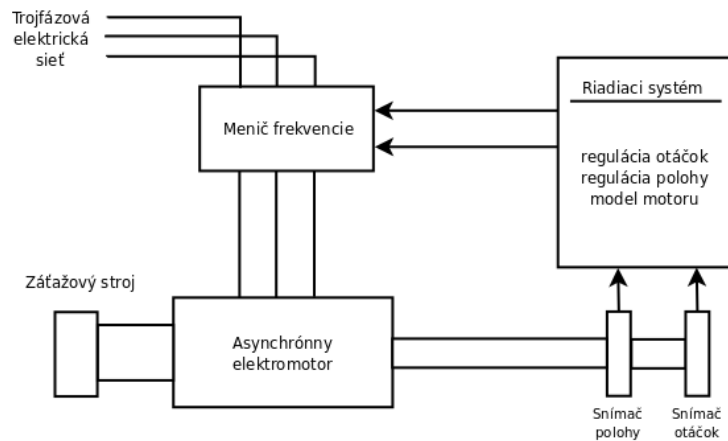 Trojfázová
elektrická
sieť
Menič frekvencie
Riadiaci systém
regulácia otáčok
regulácia polohy
model motoru
Záťažový stroj
Asynchrónny
elektromotor
Snímač
polohy
Snímač
otáčok